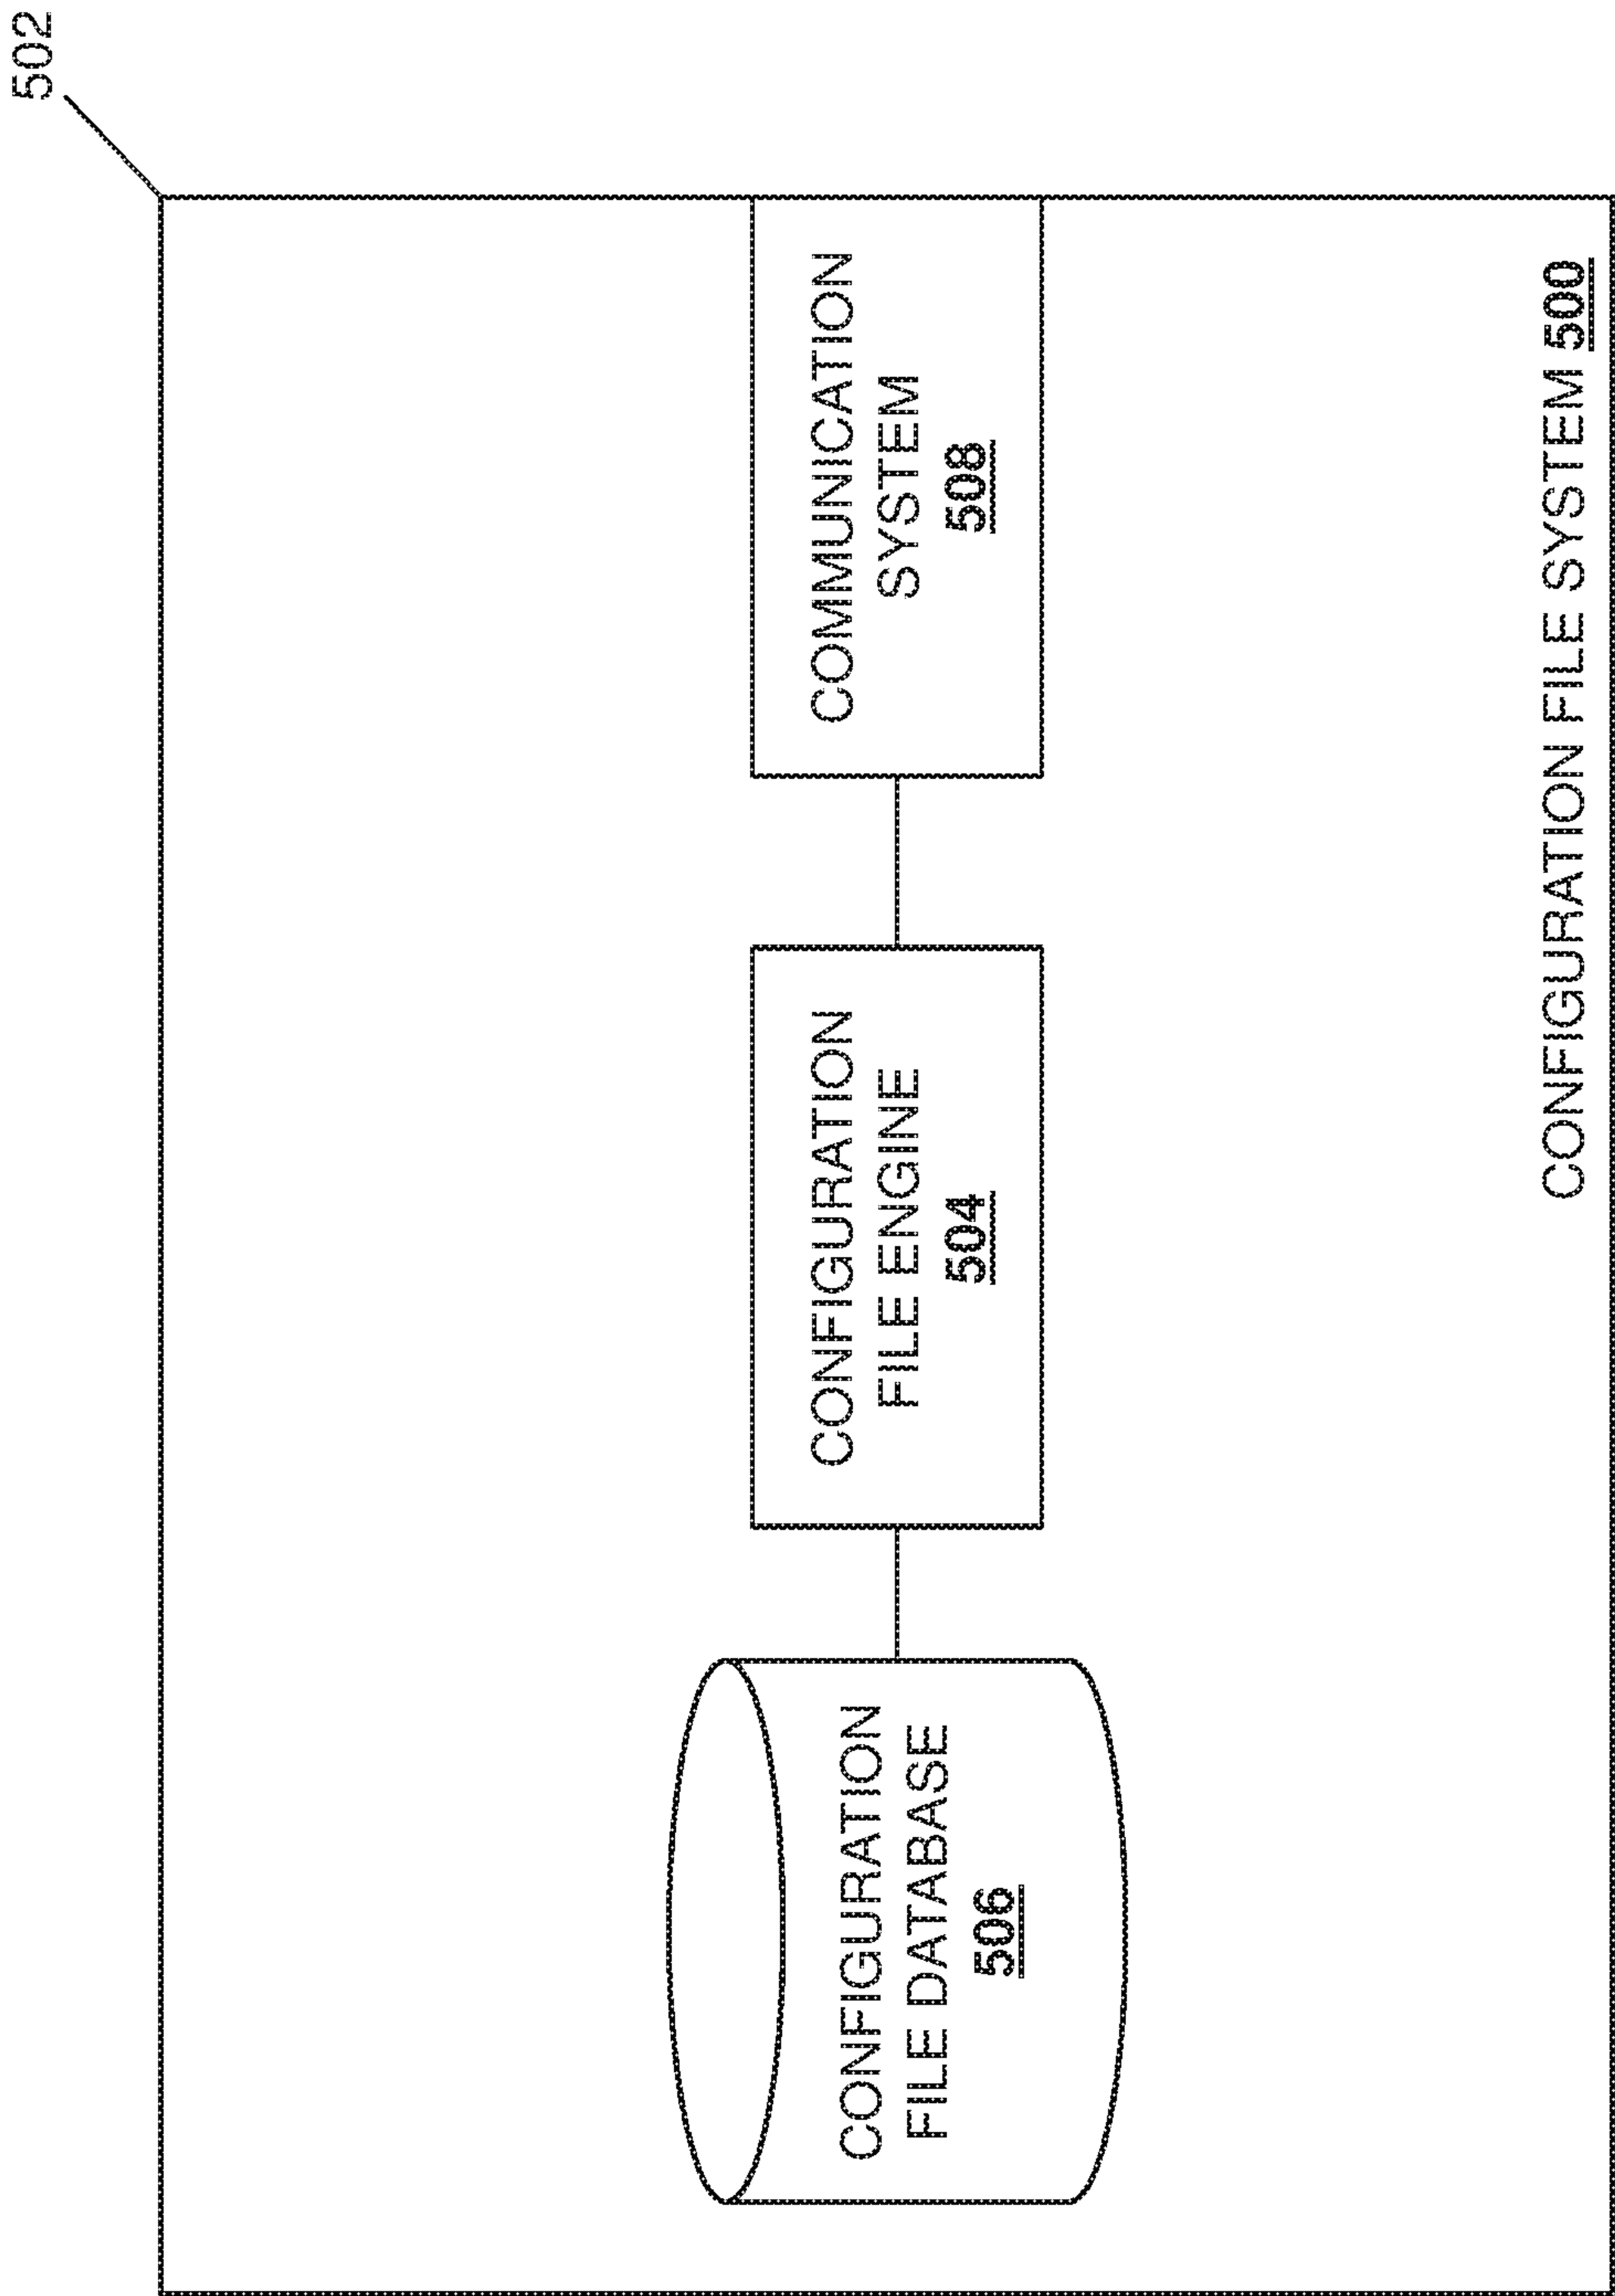 502
CONFIGURATION
FILE DATABASE
506
CONFIGURATION
FILE ENGINE
504
COMMUNICATION
SYSTEM
508
CONFIGURATION FILE SYSTEM 500